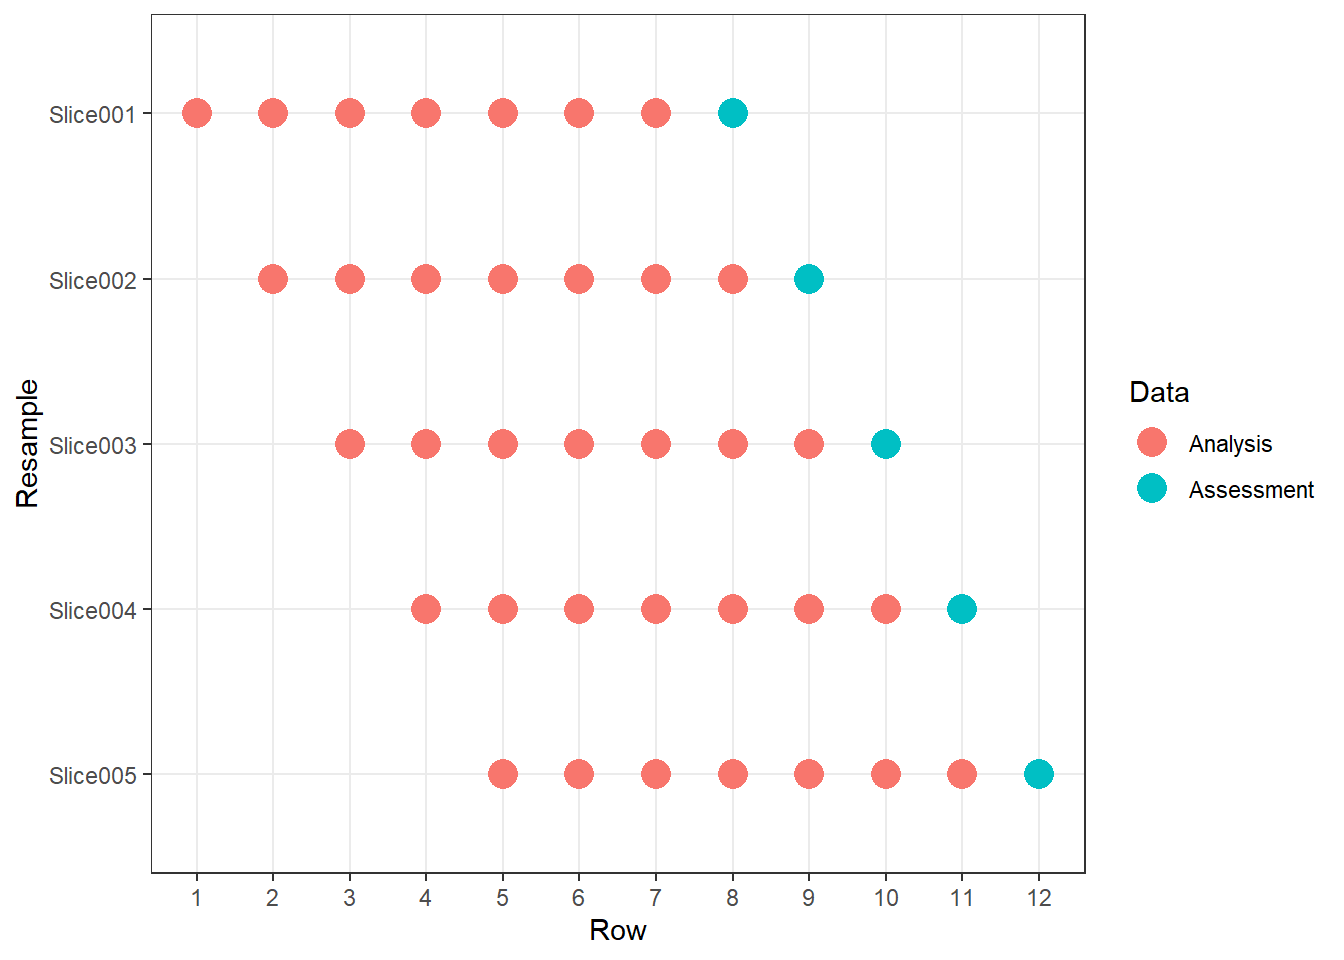 Resample
Slice001
Slice002
Slice003
Slice004
Slice005
1 2 3 4 5 6 7 8 9 10 11 12
Row
Data
Analysis
Assessment